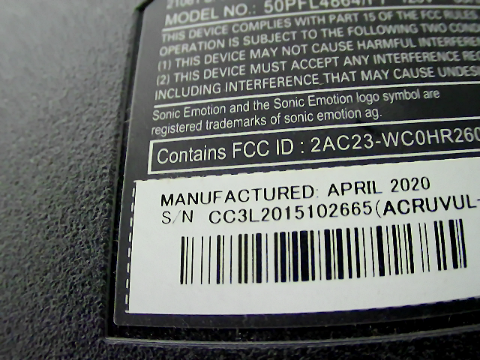 MODEL NO.: 50PFL4864/F7
THIS DEVICE COMPLIES WITH PART 15 OF THE FCC RULES.
OPERATION IS SUBJECT TO THE FOLLOWING TWO
(1) THIS DEVICE MAY NOT CAUSE HARMFUL
(2) THIS DEVICE MUST ACCEPT ANY INTERFERENCE
INCLUDING INTERFERENCE THAT MAY CAUSE
Sonic Emotion and the Sonic Emotion logo symbol are
registered trademarks of sonic emotion ag.
Contains FCC ID : 2AC23-WC0HR260
MANUFACTURED: APRIL 2020
S/N CC3L2015102665(ACRUVUL-